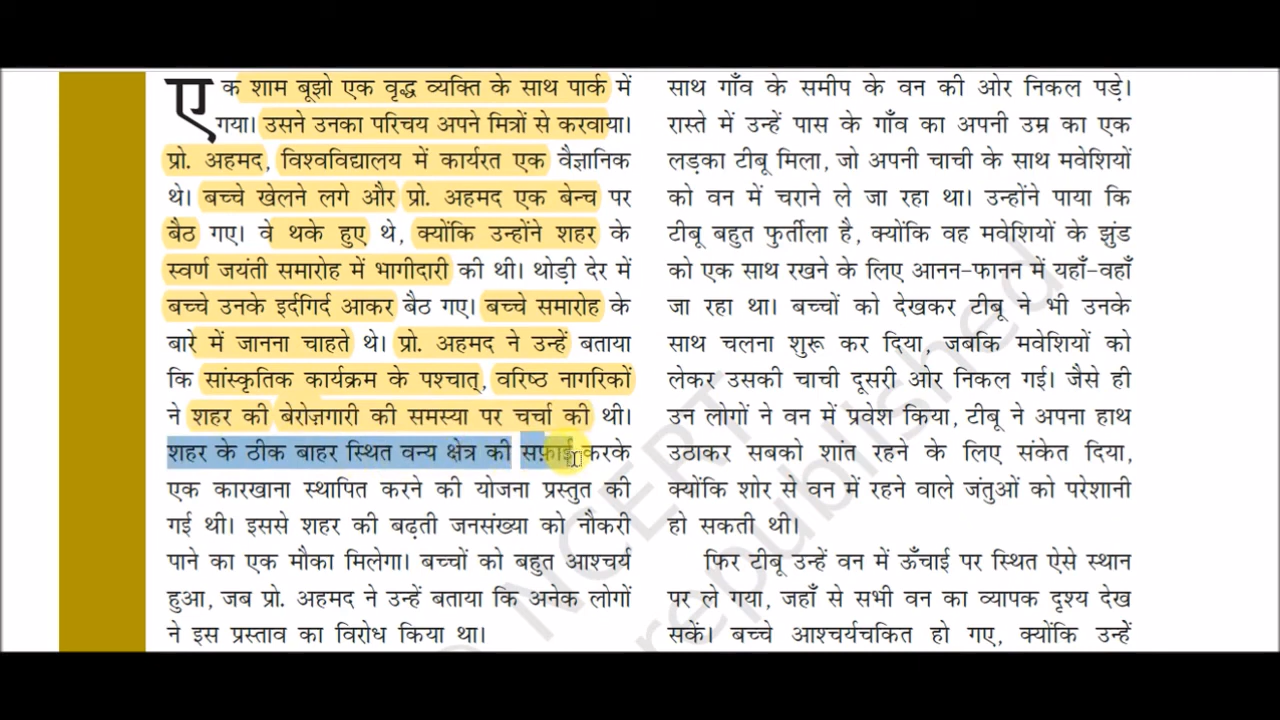 एक शाम बूझो एक वृद्ध व्यक्ति के साथ पार्क में
गया। उसने उनका परिचय अपने मित्रों से करवाया।
प्रो. अहमद, विश्वविद्यालय में कार्यरत एक वैज्ञानिक
थे। बच्चे खेलने लगे और प्रो. अहमद एक बेन्च पर
बैठ गए। वे थके हुए थे, क्योंकि उन्होंने शहर के
स्वर्ण जयंती समारोह में भागीदारी की थी। थोड़ी देर में
बच्चे उनके इर्दगिर्द आकर बैठ गए। बच्चे समारोह के
बारे में जानना चाहते थे। प्रो. अहमद ने उन्हें बताया
कि सांस्कृतिक कार्यक्रम के पश्चात्, वरिष्ठ नागरिकों
ने शहर की बेरोज़गारी की समस्या पर चर्चा की थी।
शहर के ठीक बाहर स्थित वन्य क्षेत्र की सफ़ाई करके
एक कारखाना स्थापित करने की योजना प्रस्तुत की
गई थी। इससे शहर की बढ़ती जनसंख्या को नौकरी
पाने का एक मौका मिलेगा। बच्चों को बहुत आश्चर्य
हुआ, जब प्रो. अहमद ने उन्हें बताया कि अनेक लोगों
ने इस प्रस्ताव का विरोध किया था।
साथ गाँव के समीप के वन की ओर निकल पड़े।
रास्ते में उन्हें पास के गाँव का अपनी उम्र का एक
लड़का टीबू मिला, जो अपनी चाची के साथ मवेशियों
को वन में चराने ले जा रहा था। उन्होंने पाया कि
टीबू बहुत फुर्तीला है, क्योंकि वह मवेशियों के झुंड
को एक साथ रखने के लिए आनन-फानन में यहाँ-वहाँ
जा रहा था। बच्चों को देखकर टीबू ने भी उनके
साथ चलना शुरू कर दिया, जबकि मवेशियों को
लेकर उसकी चाची दूसरी ओर निकल गई। जैसे ही
उन लोगों ने वन में प्रवेश किया, टीबू ने अपना हाथ
उठाकर सबको शांत रहने के लिए संकेत दिया,
क्योंकि शोर से वन में रहने वाले जंतुओं को परेशानी
हो सकती थी।
फिर टीबू उन्हें वन में ऊँचाई पर स्थित ऐसे स्थान
पर ले गया, जहाँ से सभी वन का व्यापक दृश्य देख
सकें। बच्चे आश्चर्यचकित हो गए, क्योंकि उन्हें
NCERT
republished